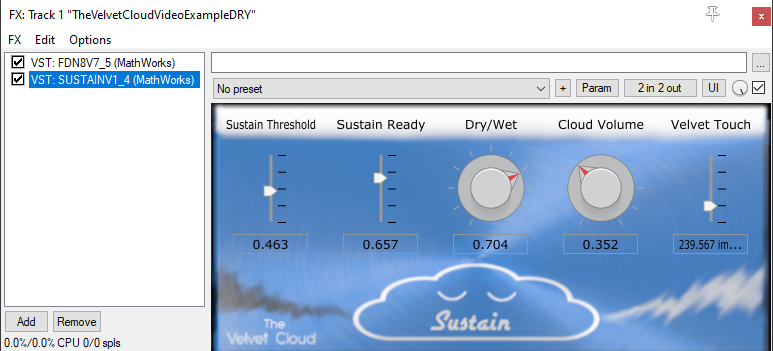 FX: Track 1 "TheVelvetCloudVideoExampleDRY"
FX Edit Options
VST: FDN8V7_5 (MathWorks)
VST: SUSTAINV1_4 (MathWorks)
...
No preset
+ Param 2 in 2 out UI
Sustain Threshold Sustain Ready Dry/Wet Cloud Volume Velvet Touch
0.463 0.657 0.704 0.352 239.567 im...
Sustain
The
Velvet Cloud
Add Remove
0.0%/0.0% CPU 0/0 spls